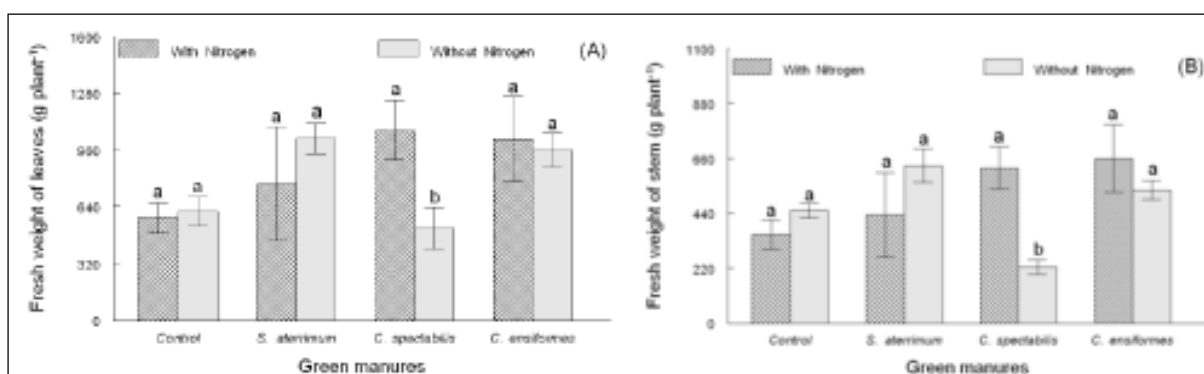 Fresh weight of leaves (g plant⁻¹)
1600
1280
960
640
320
0
With Nitrogen
Without Nitrogen
(A)
a
a
a
a
a
b
a
a
Control
S. aterrimum
C. spectabilis
C. ensiformes
Green manures
Fresh weight of stem (g plant⁻¹)
1100
880
660
440
220
0
With Nitrogen
Without Nitrogen
(B)
a
a
a
a
a
b
a
a
Control
S. aterrimum
C. spectabilis
C. ensiformes
Green manures